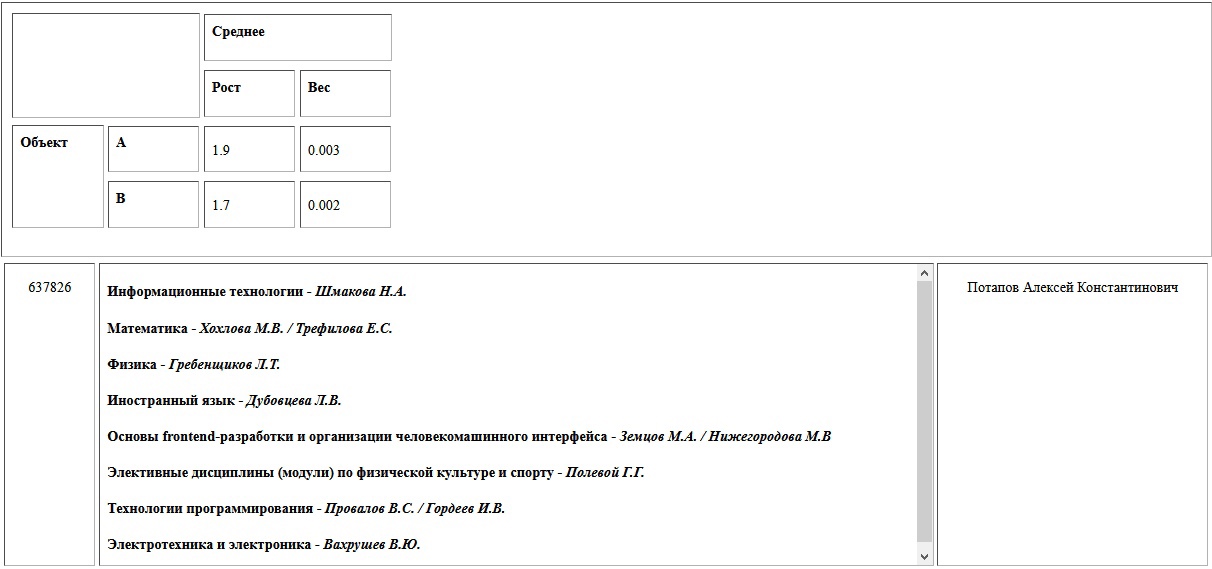 Среднее
Рост Вес
Объект A 1.9 0.003
B 1.7 0.002
637826
Информационные технологии - Шмакова Н.А.
Математика - Хохлова М.В. / Трефилова Е.С.
Физика - Гребенщиков Л.Т.
Иностранный язык - Дубовцева Л.В.
Основы frontend-разработки и организации человекомашинного интерфейса - Земцов М.А. / Нижегородова М.В
Элективные дисциплины (модули) по физической культуре и спорту - Полевой Г.Г.
Технологии программирования - Провалов В.С. / Гордеев И.В.
Электротехника и электроника - Вахрушев В.Ю.
Потапов Алексей Константинович